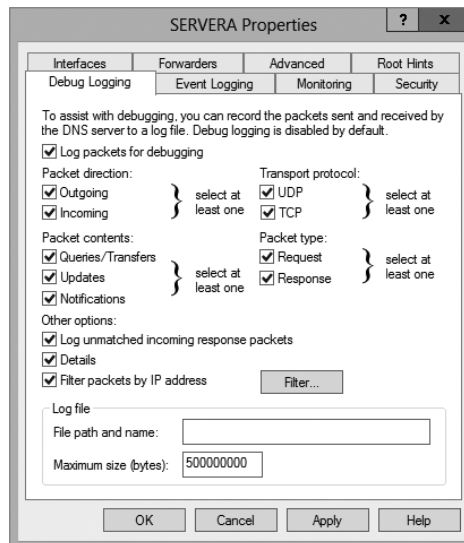 SERVERA Properties
? x
Interfaces Forwarders Advanced Root Hints
Debug Logging Event Logging Monitoring Security
To assist with debugging, you can record the packets sent and received by
the DNS server to a log file. Debug logging is disabled by default.
Log packets for debugging
Packet direction: Transport protocol:
Outgoing UDP
select at least one select at least one
Incoming TCP
Packet contents: Packet type:
Queries/Transfers Request
Updates select at least one Response select at least one
Notifications
Other options:
Log unmatched incoming response packets
Details
Filter packets by IP address Filter...
Log file
File path and name:
Maximum size (bytes): 500000000
OK Cancel Apply Help